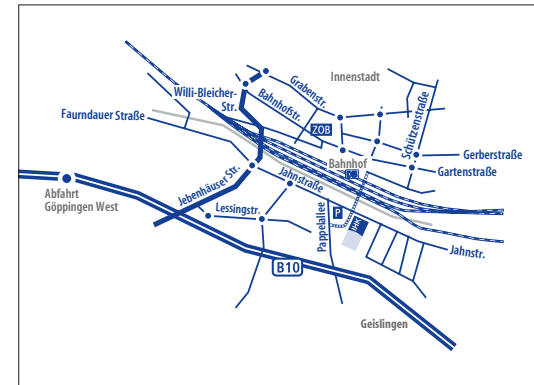 Innenstadt
Willi-Bleicher-
Str.
Grabenstr.
Bahnhofstr.
Faurndauer Straße
ZOB
Schützenstraße
Gerberstraße
Bahnhof
Gartenstraße
DB
Abfahrt
Göppingen West
Jebenhäuser Str.
Jahnstraße
Lessingstr.
Pappelallee
P
IHK
Jahnstr.
B10
Geislingen